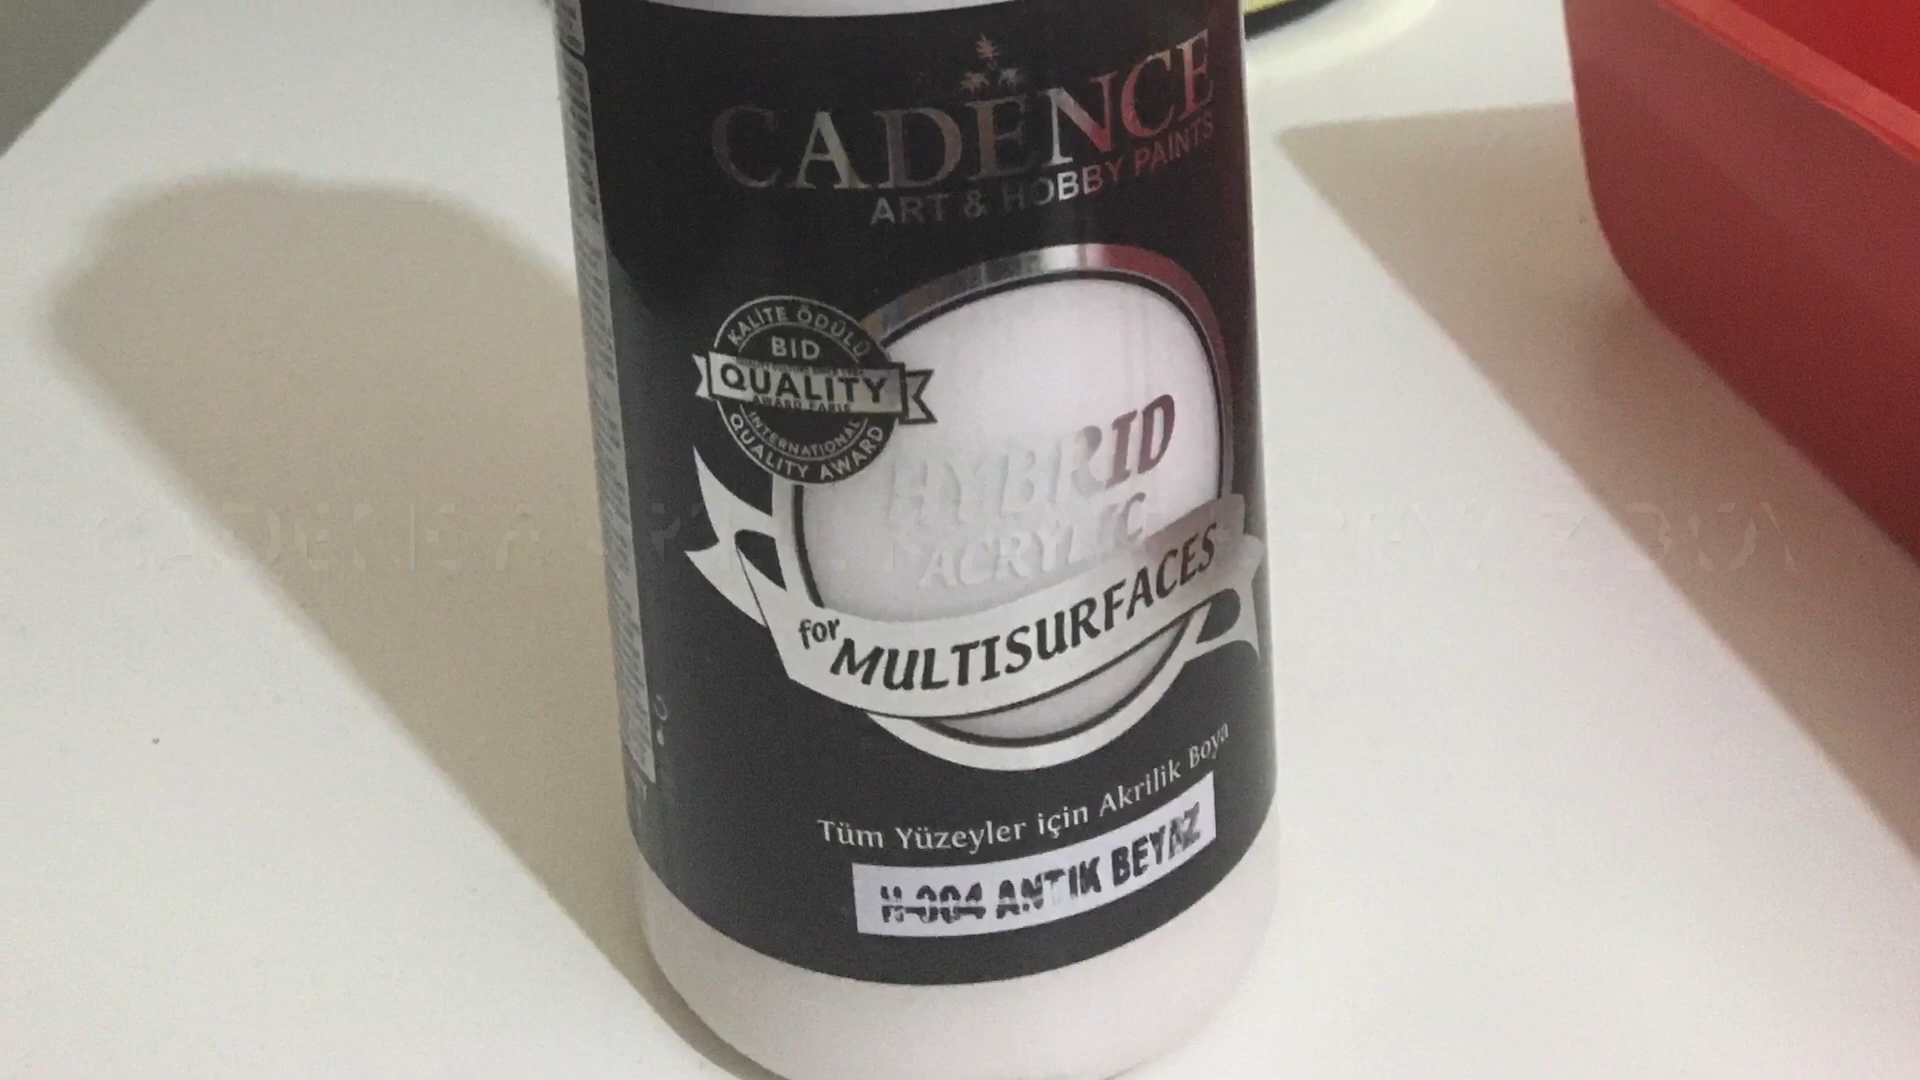 CADENCE
ART & HOBBY PAINTS
KALİTE ÖDÜLÜ
BID
QUALITY
INTERNATIONAL
QUALITY AWARD
HYBRID
ACRYLIC
for MULTISURFACES
Tüm Yüzeyler için Akrilik Boya
H-004 ANTIK BEYAZ